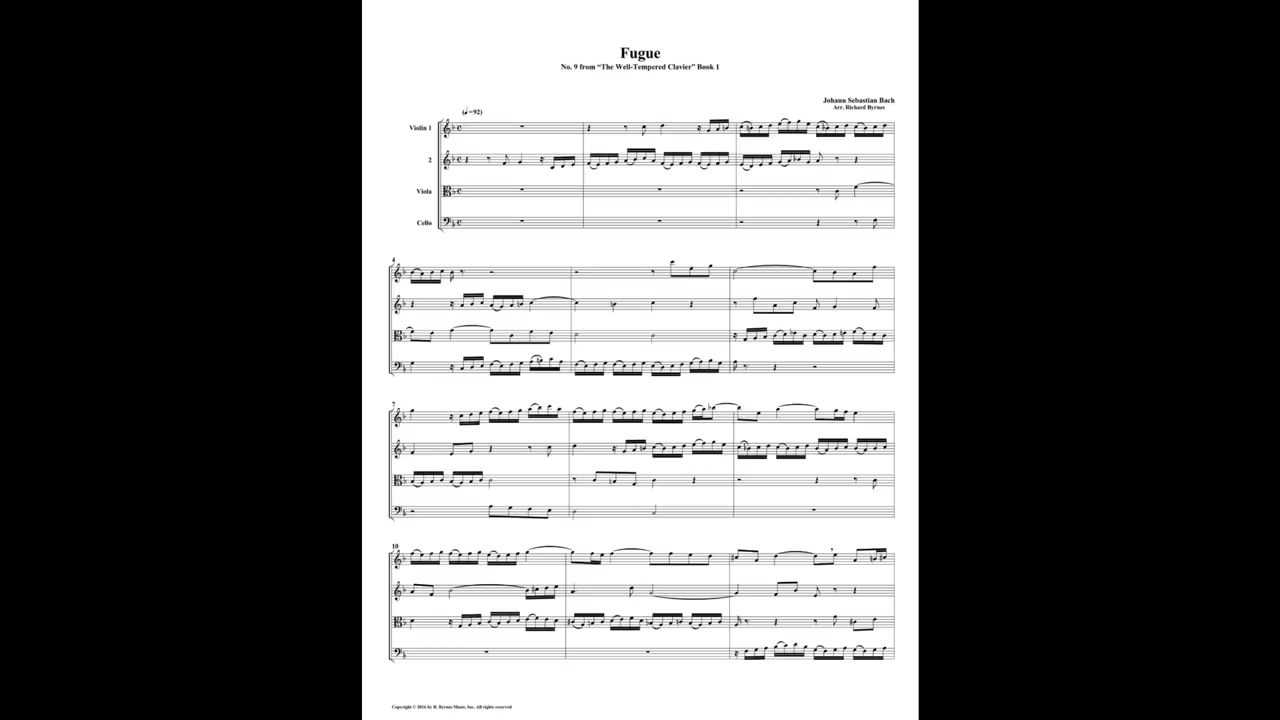 Fugue
No. 9 from “The Well-Tempered Clavier” Book 1
Johann Sebastian Bach
Arr. Richard Byrnes
(♩=92)
Violin 1
2
Viola
Cello
4
7
10
Copyright © 2016 by R. Byrnes Music, Inc. All rights reserved